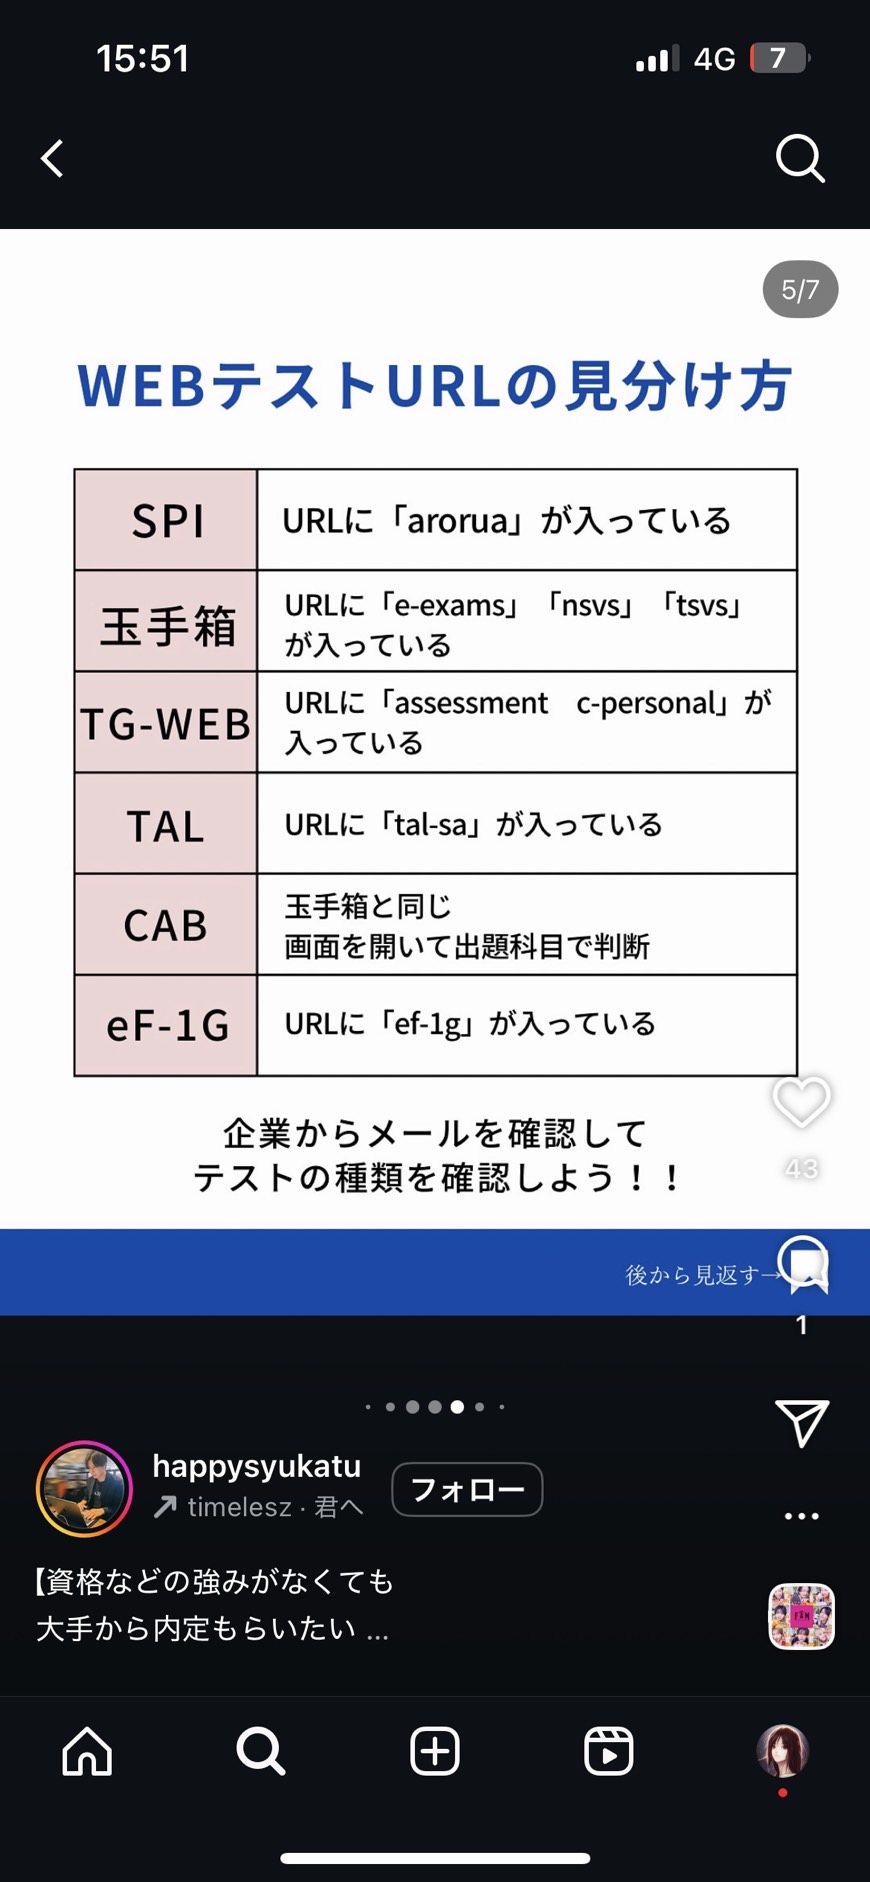 15:51
4G
7
5/7
WEBテストURLの見分け方
SPI
URLに「arorua」が入っている
玉手箱
URLに「e-exams」「nsvs」「tsvs」
が入っている
TG-WEB
URLに「assessment　c-personal」が
入っている
TAL
URLに「tal-sa」が入っている
CAB
玉手箱と同じ
画面を開いて出題科目で判断
eF-1G
URLに「ef-1g」が入っている
企業からメールを確認して
テストの種類を確認しよう！！
43
後から見返す→
1
happysyukatu
timelesz · 君へ
フォロー
【資格などの強みがなくても
大手から内定もらいたい ...